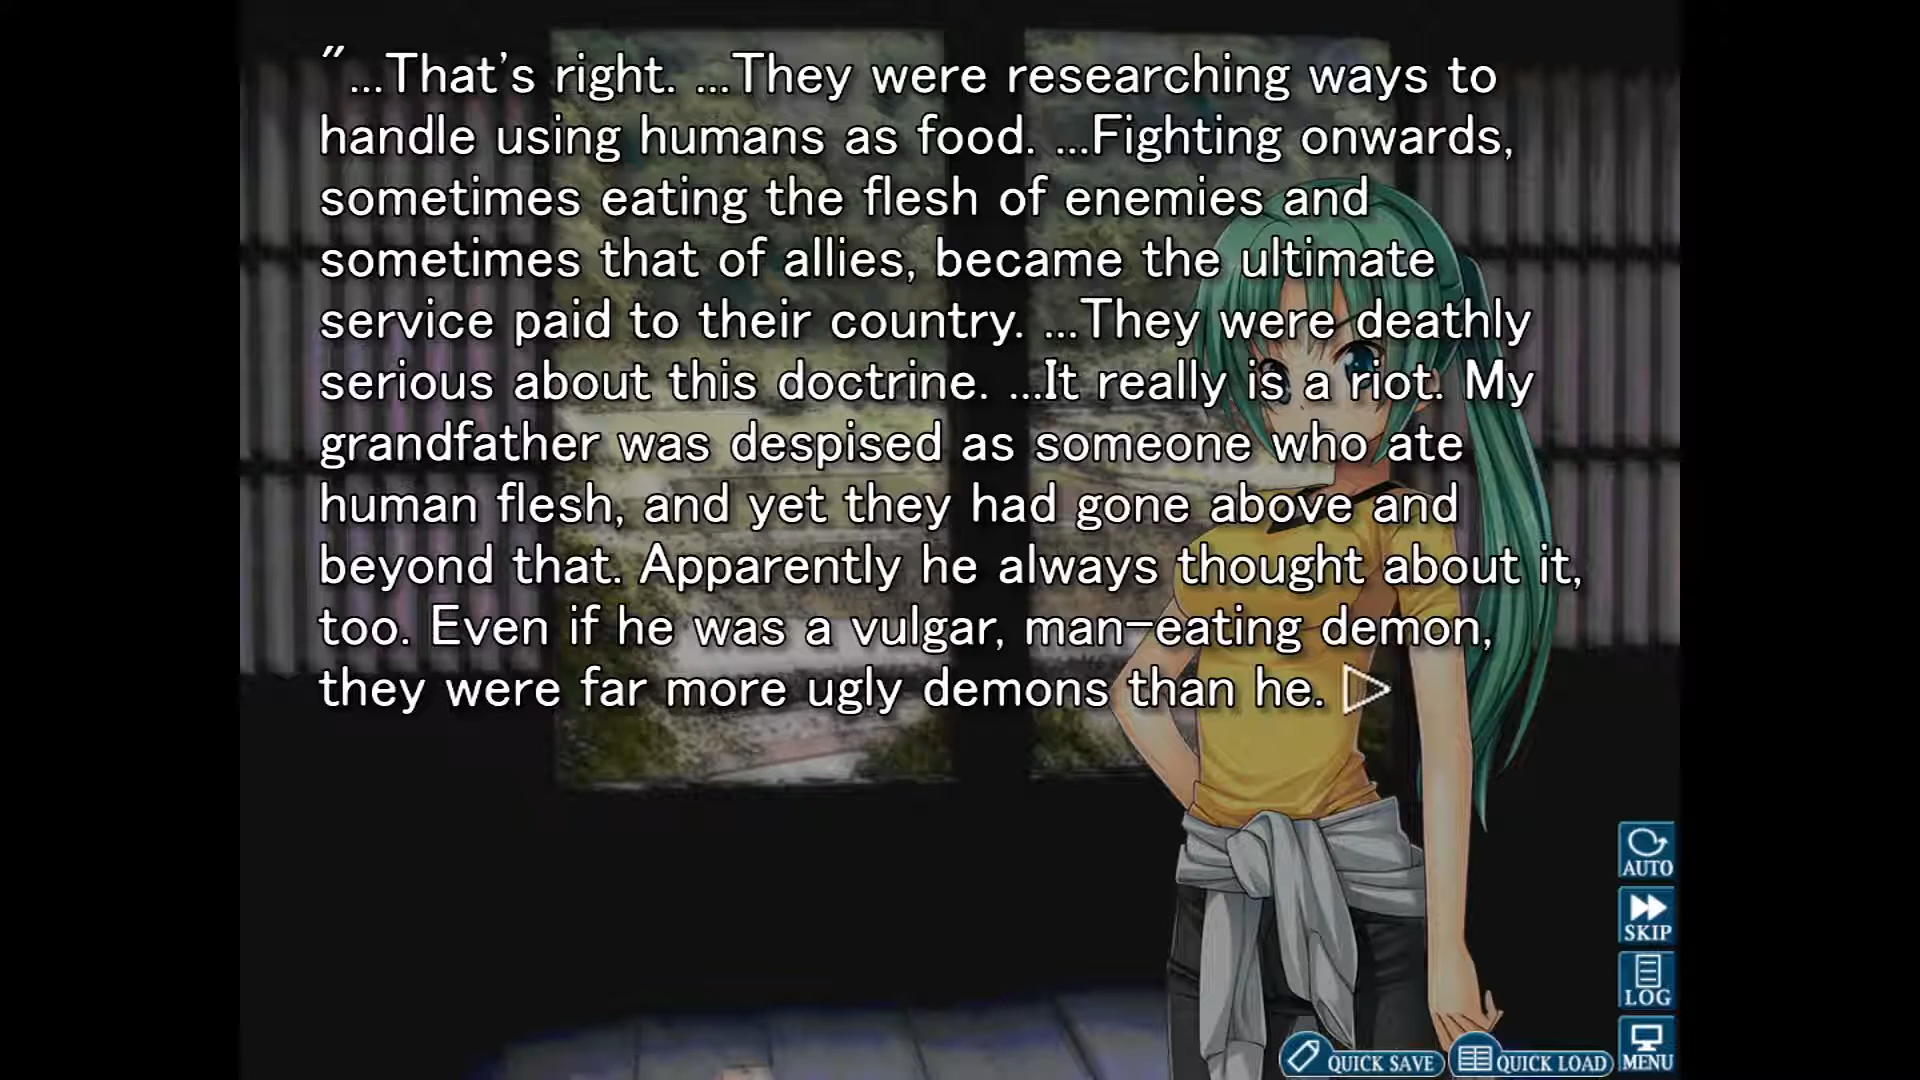 "...That's right. ...They were researching ways to
handle using humans as food. ...Fighting onwards,
sometimes eating the flesh of enemies and
sometimes that of allies, became the ultimate
service paid to their country. ...They were deathly
serious about this doctrine. ...It really is a riot. My
grandfather was despised as someone who ate
human flesh, and yet they had gone above and
beyond that. Apparently he always thought about it,
too. Even if he was a vulgar, man-eating demon,
they were far more ugly demons than he.
AUTO
SKIP
LOG
MENU
QUICK SAVE
QUICK LOAD